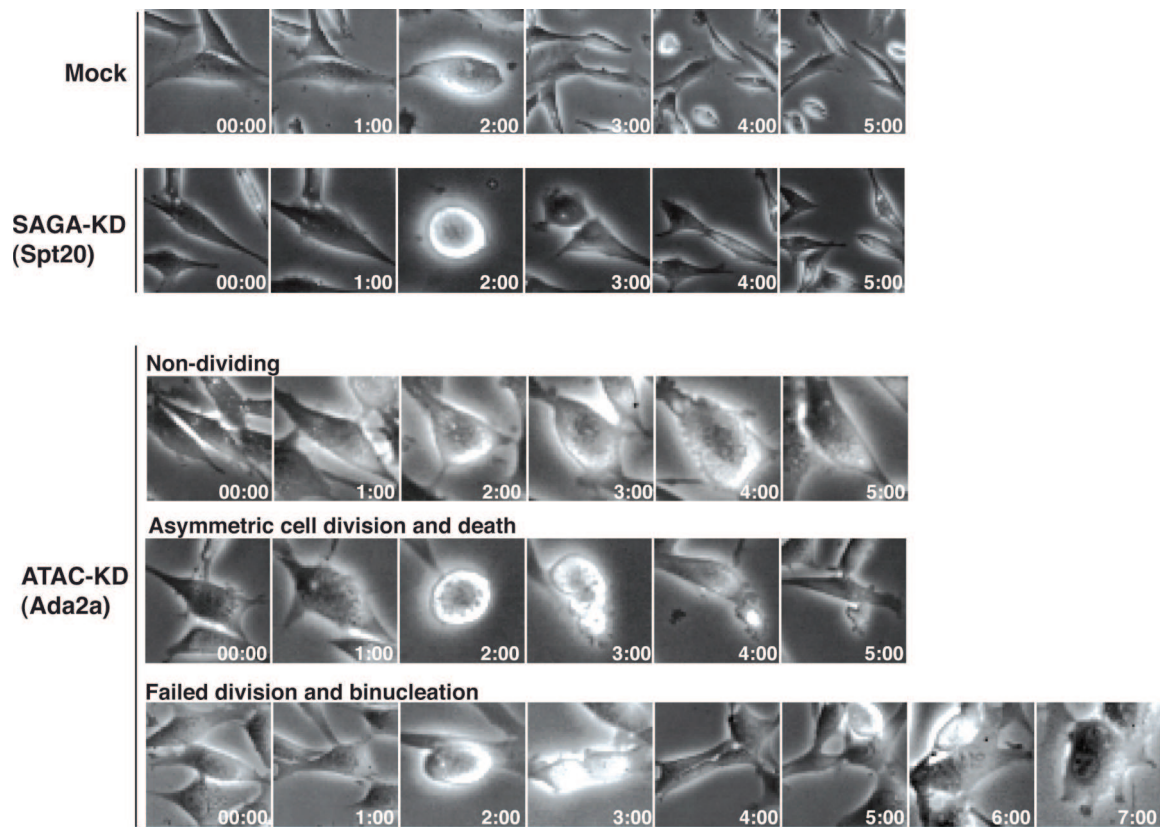 Mock
00:00 1:00 2:00 3:00 4:00 5:00
SAGA-KD
(Spt20)
00:00 1:00 2:00 3:00 4:00 5:00
ATAC-KD
(Ada2a)
Non-dividing
00:00 1:00 2:00 3:00 4:00 5:00
Asymmetric cell division and death
00:00 1:00 2:00 3:00 4:00 5:00
Failed division and binucleation
00:00 1:00 2:00 3:00 4:00 5:00 6:00 7:00